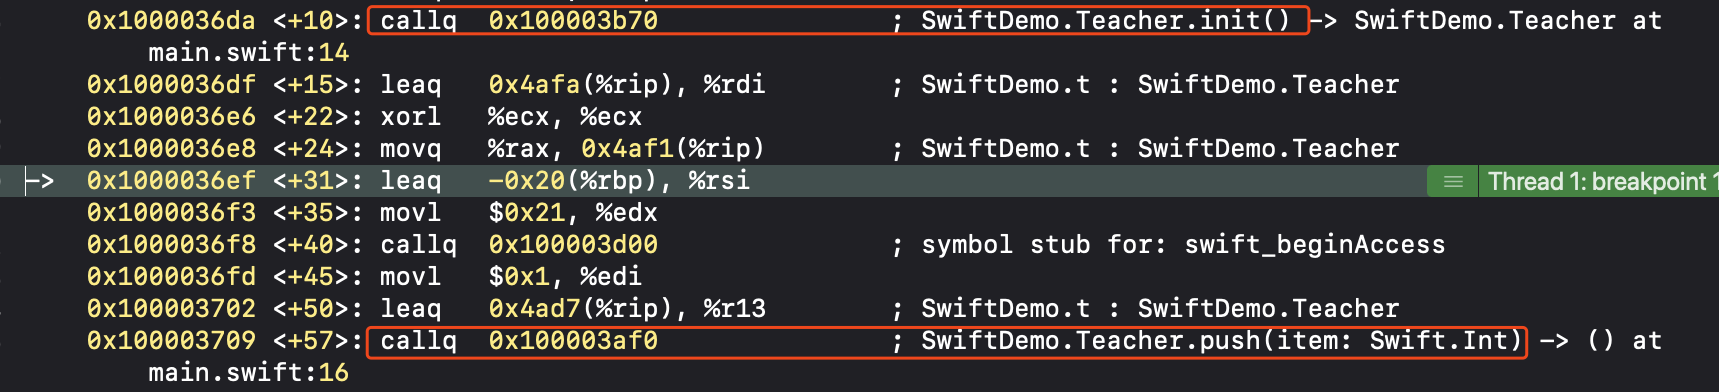 0x1000036da <+10>: callq  0x100003b70               ; SwiftDemo.Teacher.init() -> SwiftDemo.Teacher at
main.swift:14
0x1000036df <+15>: leaq   0x4afa(%rip), %rdi        ; SwiftDemo.t : SwiftDemo.Teacher
0x1000036e6 <+22>: xorl   %ecx, %ecx
0x1000036e8 <+24>: movq   %rax, 0x4af1(%rip)        ; SwiftDemo.t : SwiftDemo.Teacher
-> 0x1000036ef <+31>: leaq   -0x20(%rbp), %rsi Thread 1: breakpoint 1
0x1000036f3 <+35>: movl   $0x21, %edx
0x1000036f8 <+40>: callq  0x100003d00               ; symbol stub for: swift_beginAccess
0x1000036fd <+45>: movl   $0x1, %edi
0x100003702 <+50>: leaq   0x4ad7(%rip), %r13        ; SwiftDemo.t : SwiftDemo.Teacher
0x100003709 <+57>: callq  0x100003af0               ; SwiftDemo.Teacher.push(item: Swift.Int) -> () at
main.swift:16